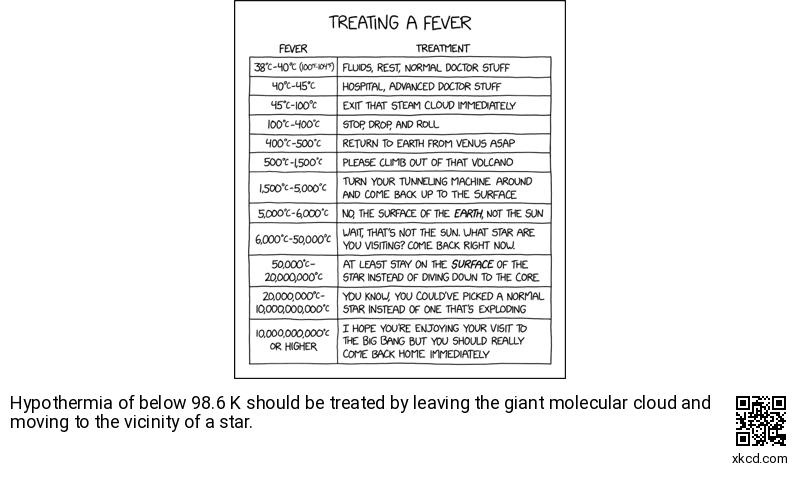 TREATING A FEVER
FEVER TREATMENT
38°C-40°C (100°F-104°F) FLUIDS, REST, NORMAL DOCTOR STUFF
40°C-45°C HOSPITAL, ADVANCED DOCTOR STUFF
45°C-100°C EXIT THAT STEAM CLOUD IMMEDIATELY
100°C-400°C STOP, DROP, AND ROLL
400°C-500°C RETURN TO EARTH FROM VENUS ASAP
500°C-1,500°C PLEASE CLIMB OUT OF THAT VOLCANO
1,500°C-5,000°C TURN YOUR TUNNELING MACHINE AROUND
AND COME BACK UP TO THE SURFACE
5,000°C-6,000°C NO, THE SURFACE OF THE EARTH, NOT THE SUN
6,000°C-50,000°C WAIT, THAT'S NOT THE SUN. WHAT STAR ARE
YOU VISITING? COME BACK RIGHT NOW.
50,000°C- AT LEAST STAY ON THE SURFACE OF THE
20,000,000°C STAR INSTEAD OF DIVING DOWN TO THE CORE
20,000,000°C- YOU KNOW, YOU COULD'VE PICKED A NORMAL
10,000,000,000°C STAR INSTEAD OF ONE THAT'S EXPLODING
10,000,000,000°C I HOPE YOU'RE ENJOYING YOUR VISIT TO
OR HIGHER THE BIG BANG BUT YOU SHOULD REALLY
COME BACK HOME IMMEDIATELY
Hypothermia of below 98.6 K should be treated by leaving the giant molecular cloud and
moving to the vicinity of a star.
xkcd.com